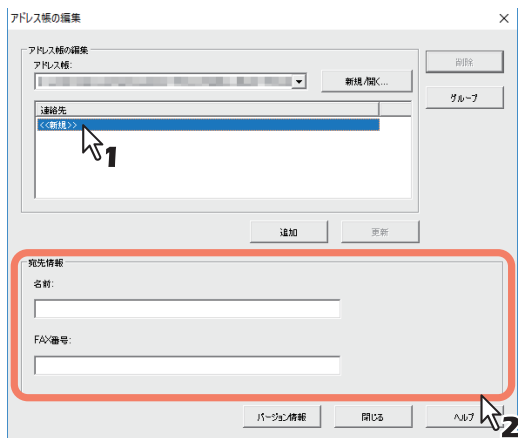 アドレス帳の編集
アドレス帳の編集
アドレス帳:
新規/開く...
削除
グループ
連絡先
<<新規>>
1
追加
更新
宛先情報
名前:
FAX番号:
バージョン情報
閉じる
ヘルプ
2